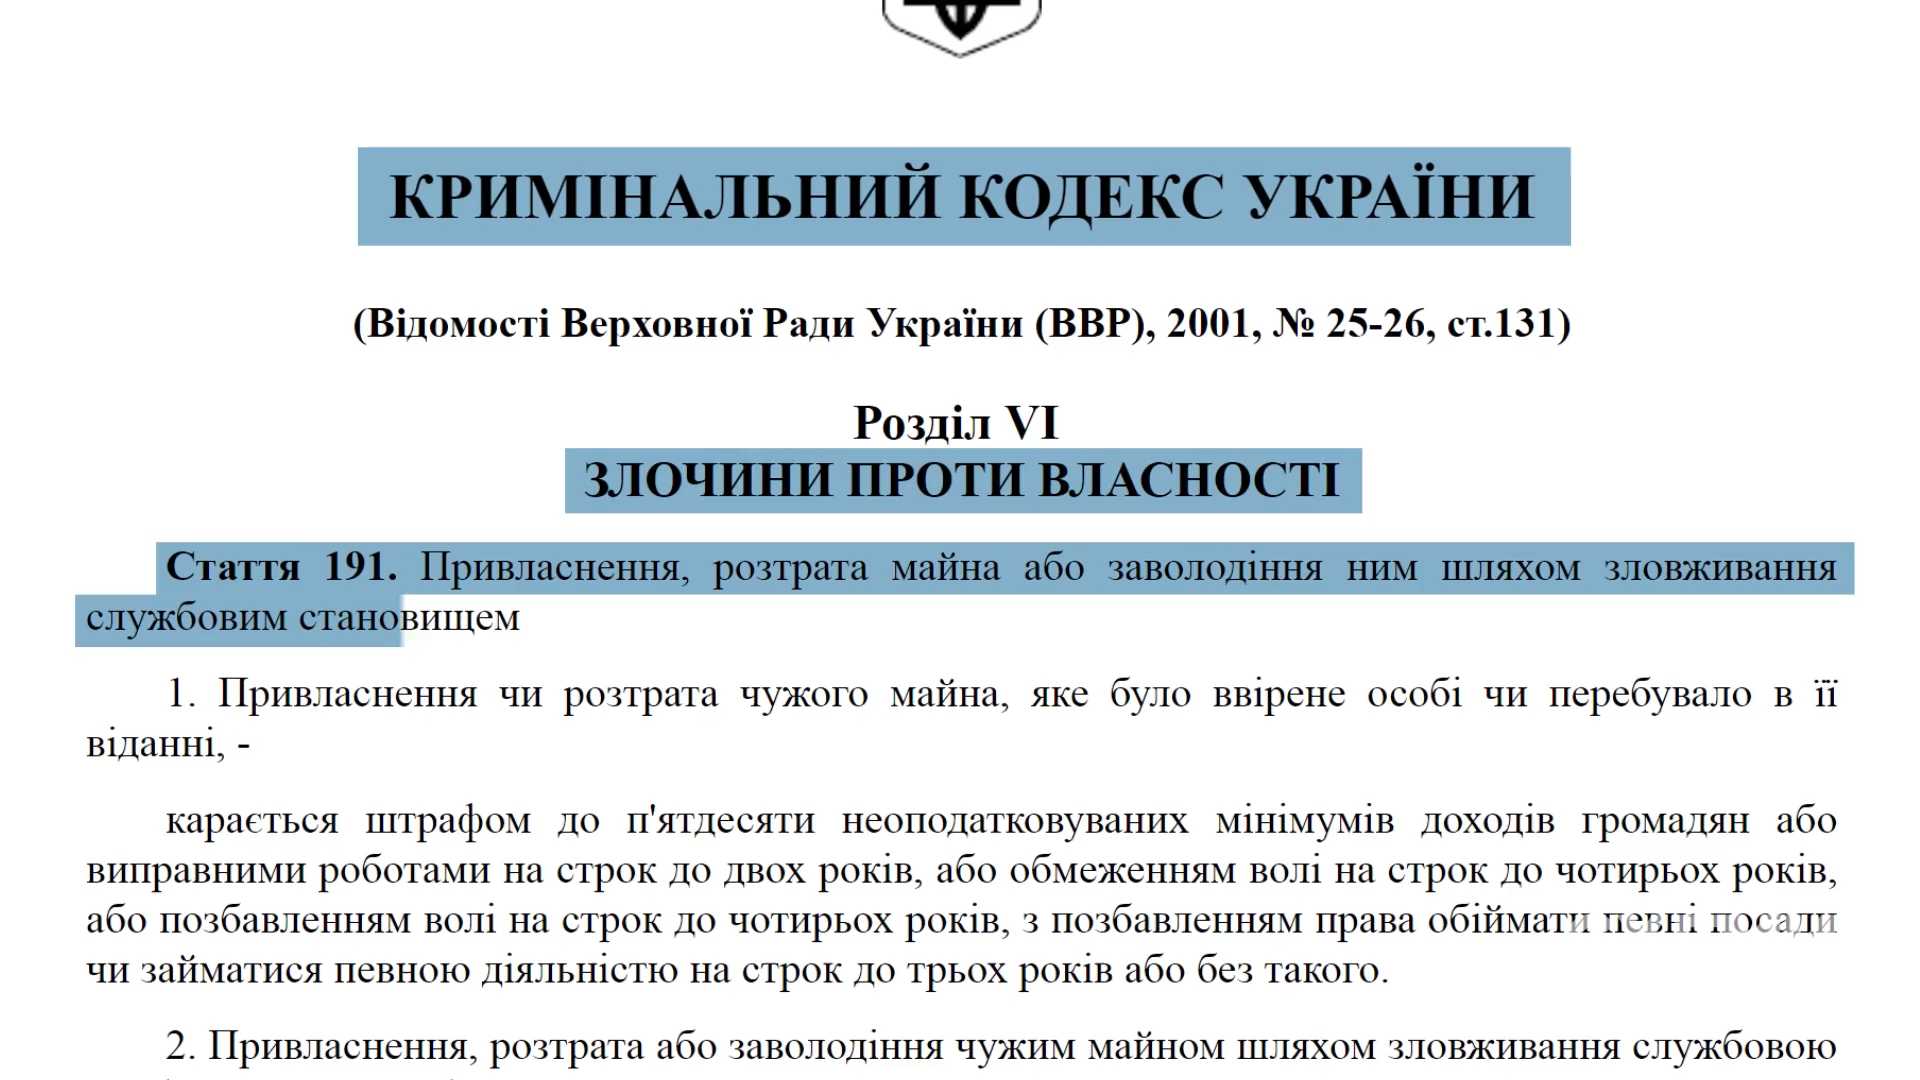 КРИМІНАЛЬНИЙ КОДЕКС УКРАЇНИ
(Відомості Верховної Ради України (ВВР), 2001, № 25-26, ст.131)
Розділ VI
ЗЛОЧИНИ ПРОТИ ВЛАСНОСТІ
Стаття 191. Привласнення, розтрата майна або заволодіння ним шляхом зловживання
службовим становищем
1. Привласнення чи розтрата чужого майна, яке було ввірене особі чи перебувало в її
віданні, -
карається штрафом до п'ятдесяти неоподатковуваних мінімумів доходів громадян або
виправними роботами на строк до двох років, або обмеженням волі на строк до чотирьох років,
або позбавленням волі на строк до чотирьох років, з позбавленням права обіймати певні посади
чи займатися певною діяльністю на строк до трьох років або без такого.
2. Привласнення, розтрата або заволодіння чужим майном шляхом зловживання службовою